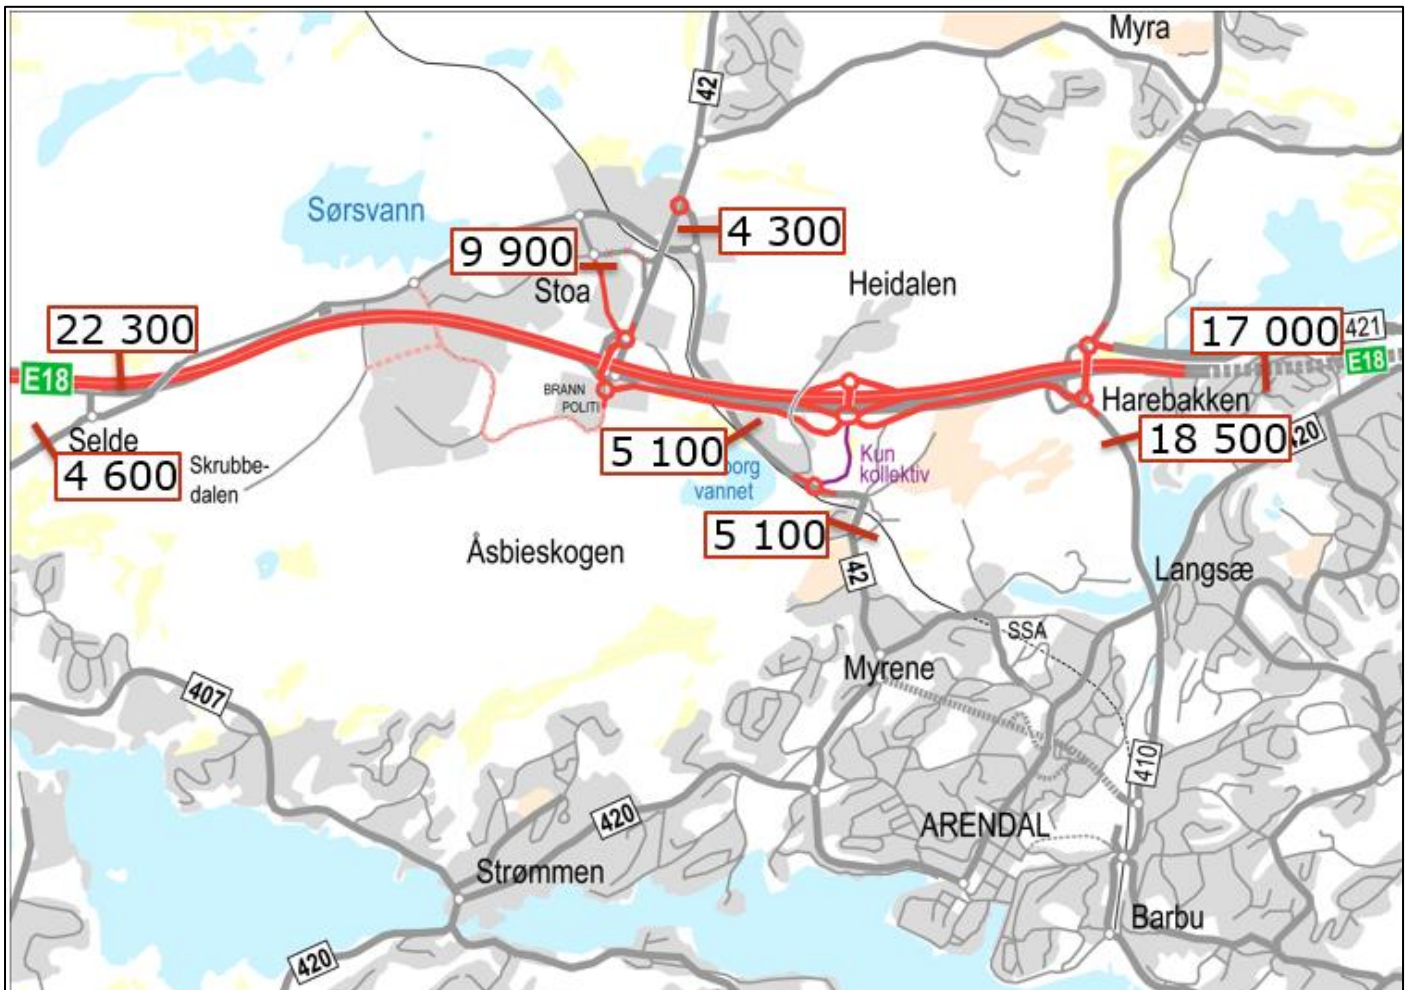 Myra
42
Sørsvann
4 300
9 900
Stoa
Heidalen
22 300
17 000
421
E18
E18
BRANN
POLITI
Harebakken
Selde
18 500
420
4 600
Skrubbe-
dalen
5 100
Kun
kollektiv
vannet
5 100
Åsbieskogen
42
Langsæ
SSA
Myrene
407
410
420
ARENDAL
Strømmen
Barbu
420